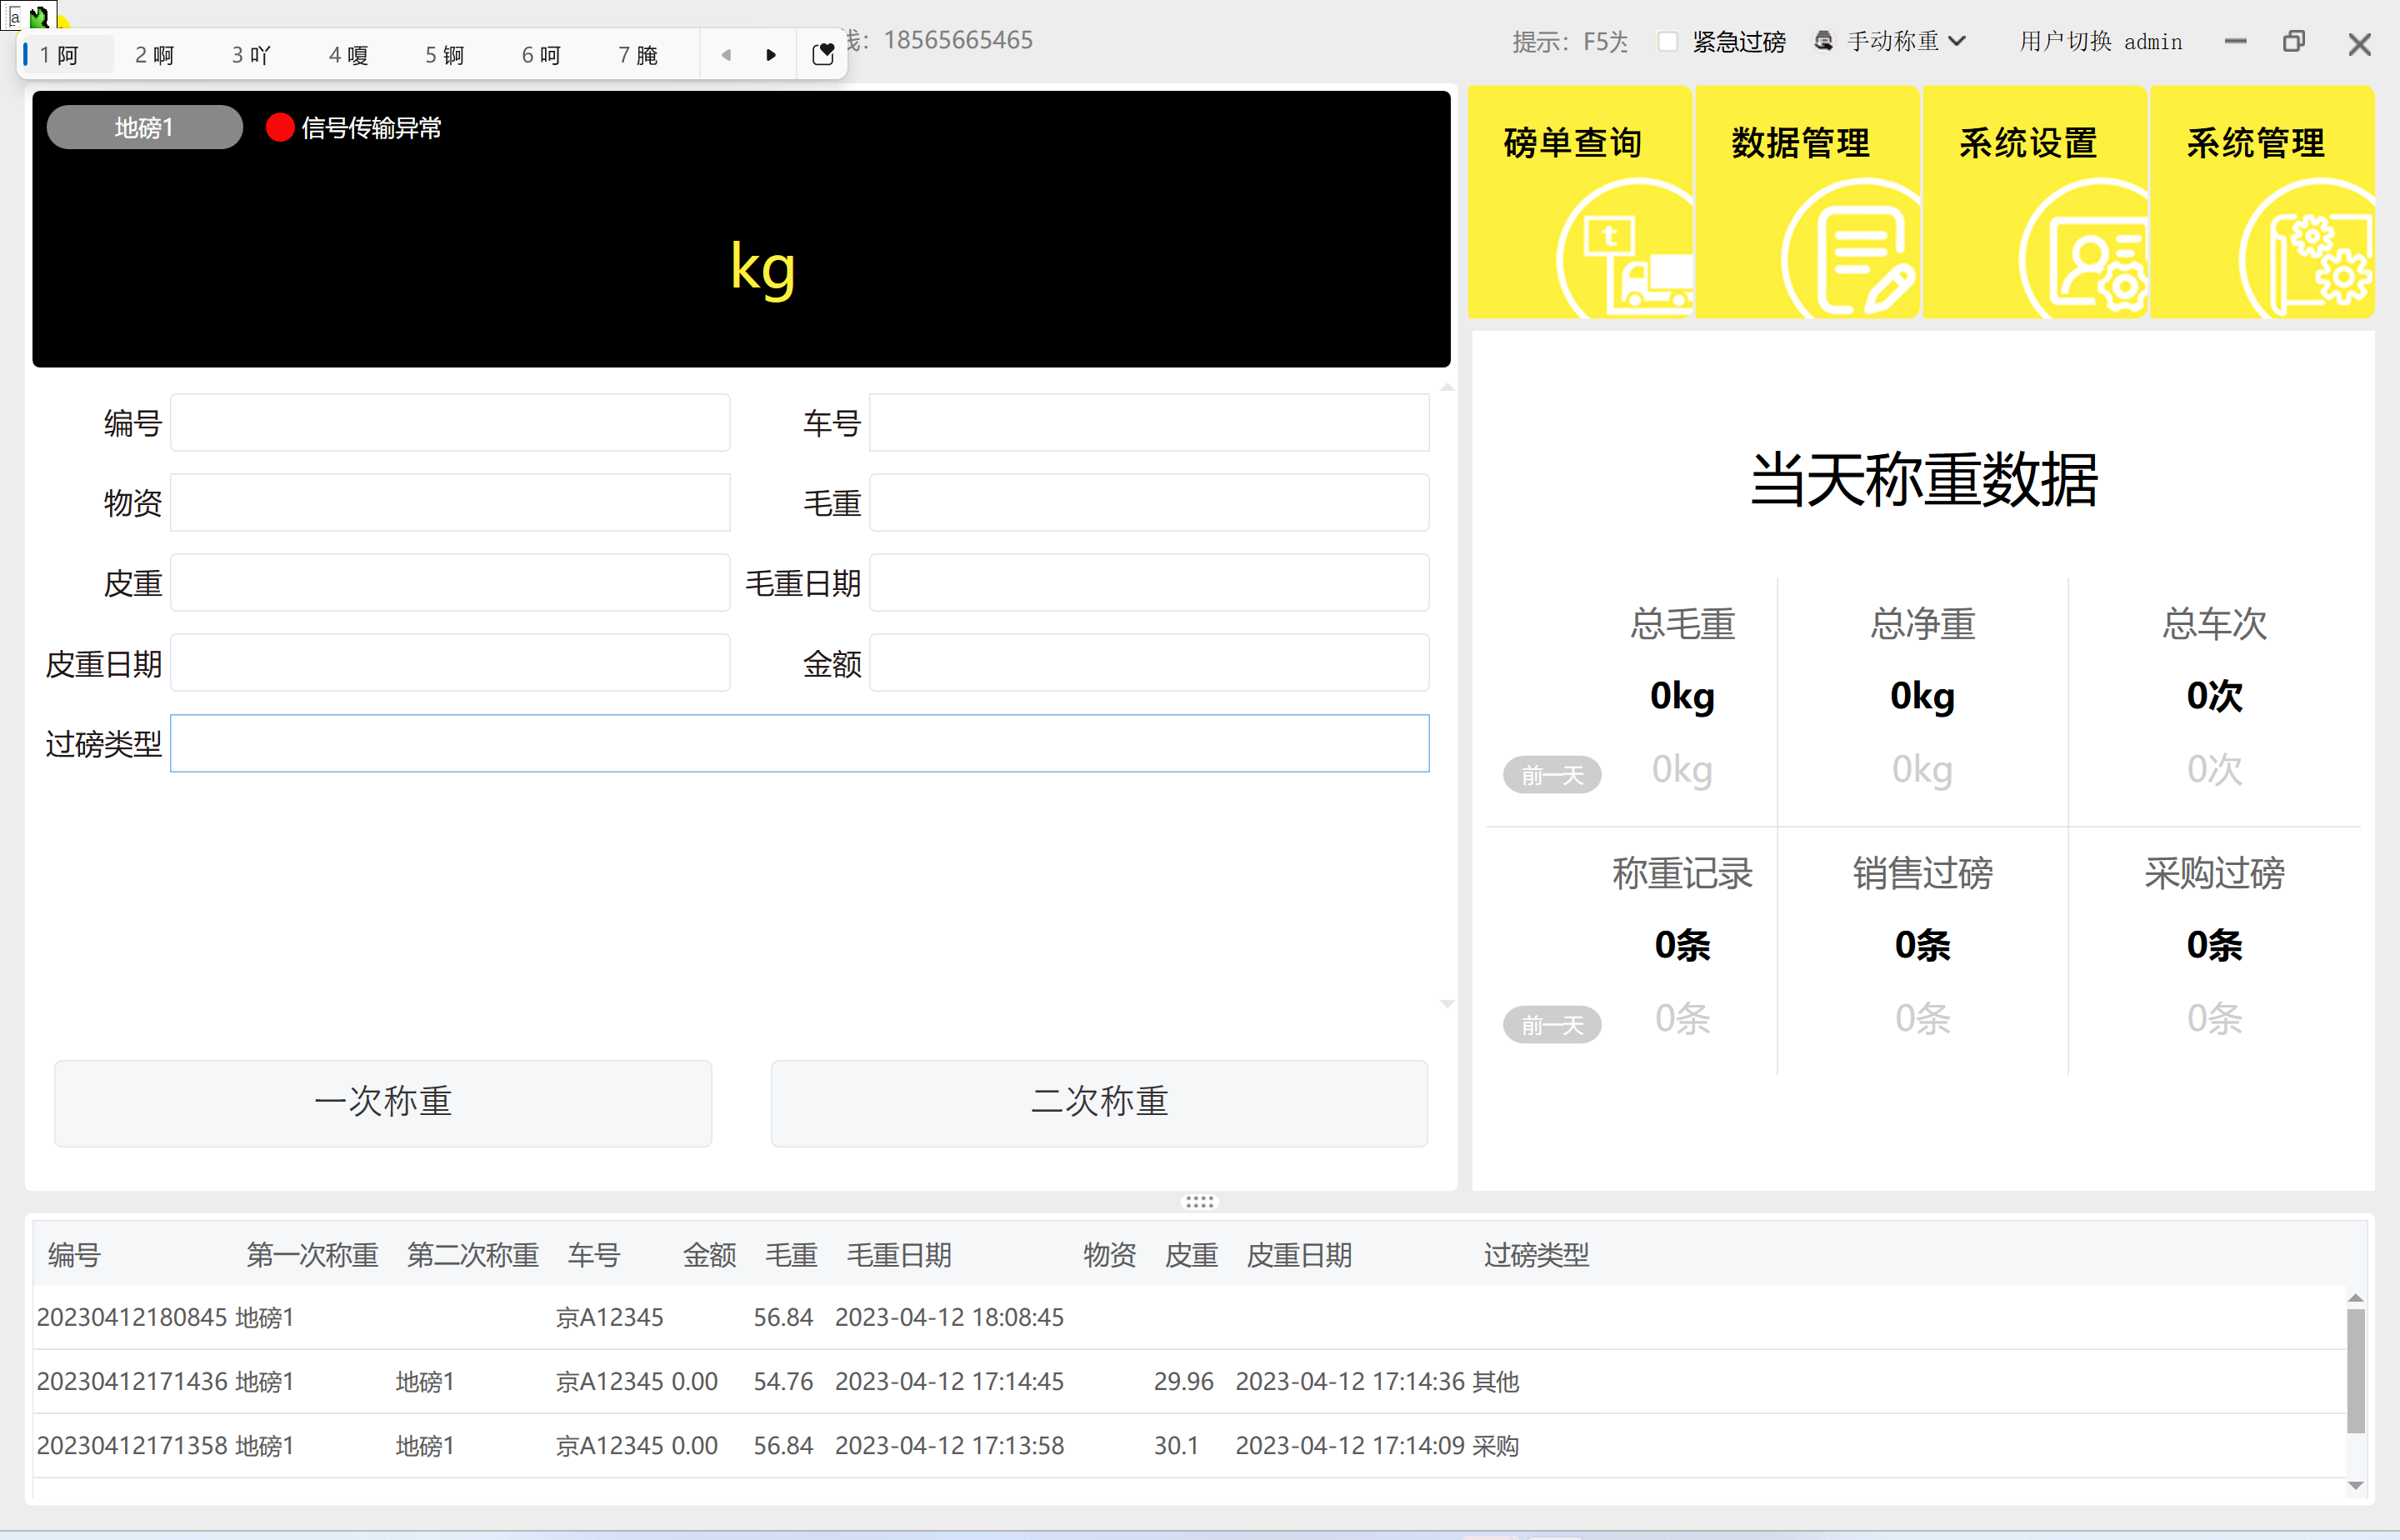 a
1 阿 2 啊 3 吖 4 嗄 5 锕 6 呵 7 腌
线：18565665465 提示：F5为 紧急过磅 手动称重 用户切换 admin
地磅1 信号传输异常
kg
磅单查询 数据管理 系统设置 系统管理
t
编号 车号
物资 毛重
皮重 毛重日期
皮重日期 金额
过磅类型
一次称重 二次称重
当天称重数据
总毛重 总净重 总车次
0kg 0kg 0次
前一天 0kg 0kg 0次
称重记录 销售过磅 采购过磅
0条 0条 0条
前一天 0条 0条 0条
编号 第一次称重 第二次称重 车号 金额 毛重 毛重日期 物资 皮重 皮重日期 过磅类型
20230412180845 地磅1 京A12345 56.84 2023-04-12 18:08:45
20230412171436 地磅1 地磅1 京A12345 0.00 54.76 2023-04-12 17:14:45 29.96 2023-04-12 17:14:36 其他
20230412171358 地磅1 地磅1 京A12345 0.00 56.84 2023-04-12 17:13:58 30.1 2023-04-12 17:14:09 采购